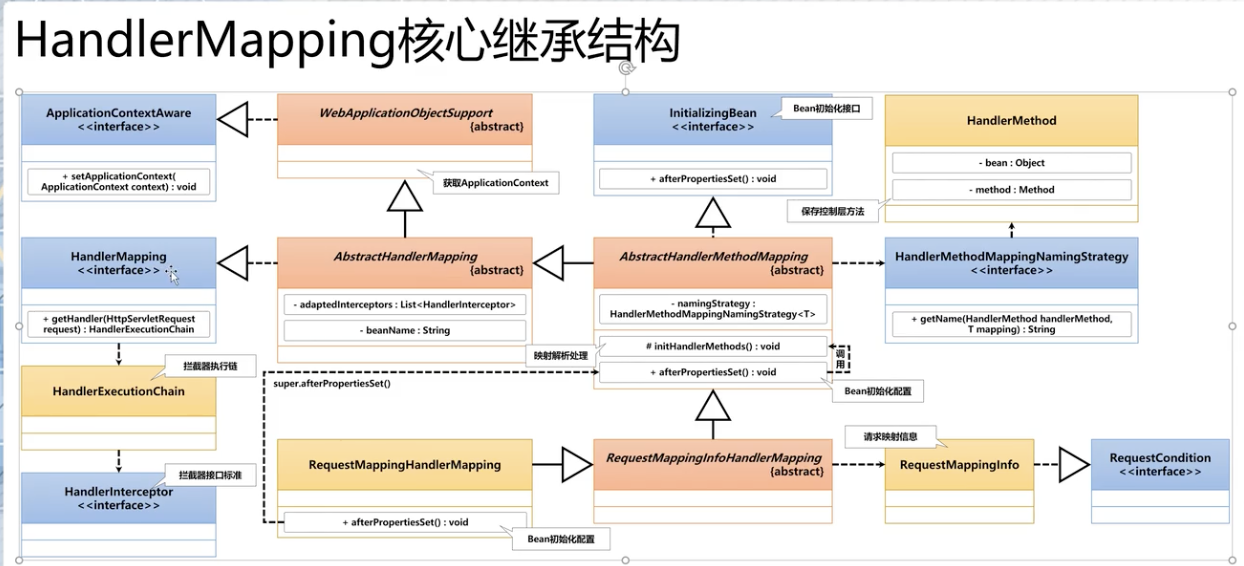 HandlerMapping核心继承结构
ApplicationContextAware
<<interface>>
+ setApplicationContext(
ApplicationContext context) : void
WebApplicationObjectSupport
{abstract}
获取ApplicationContext
InitializingBean
<<interface>>
Bean初始化接口
+ afterPropertiesSet() : void
HandlerMethod
- bean : Object
- method : Method
保存控制层方法
HandlerMapping
<<interface>>
+ getHandler(HttpServletRequest
request) : HandlerExecutionChain
AbstractHandlerMapping
{abstract}
- adaptedInterceptors : List<HandlerInterceptor>
- beanName : String
AbstractHandlerMethodMapping
{abstract}
- namingStrategy :
HandlerMethodMappingNamingStrategy<T>
# initHandlerMethods() : void
+ afterPropertiesSet() : void
映射解析处理
调用
Bean初始化配置
HandlerMethodMappingNamingStrategy
<<interface>>
+ getName(HandlerMethod handlerMethod,
T mapping) : String
拦截器执行链
HandlerExecutionChain
super.afterPropertiesSet()
拦截器接口标准
HandlerInterceptor
<<interface>>
RequestMappingHandlerMapping
+ afterPropertiesSet() : void
Bean初始化配置
RequestMappingInfoHandlerMapping
{abstract}
请求映射信息
RequestMappingInfo
RequestCondition
<<interface>>